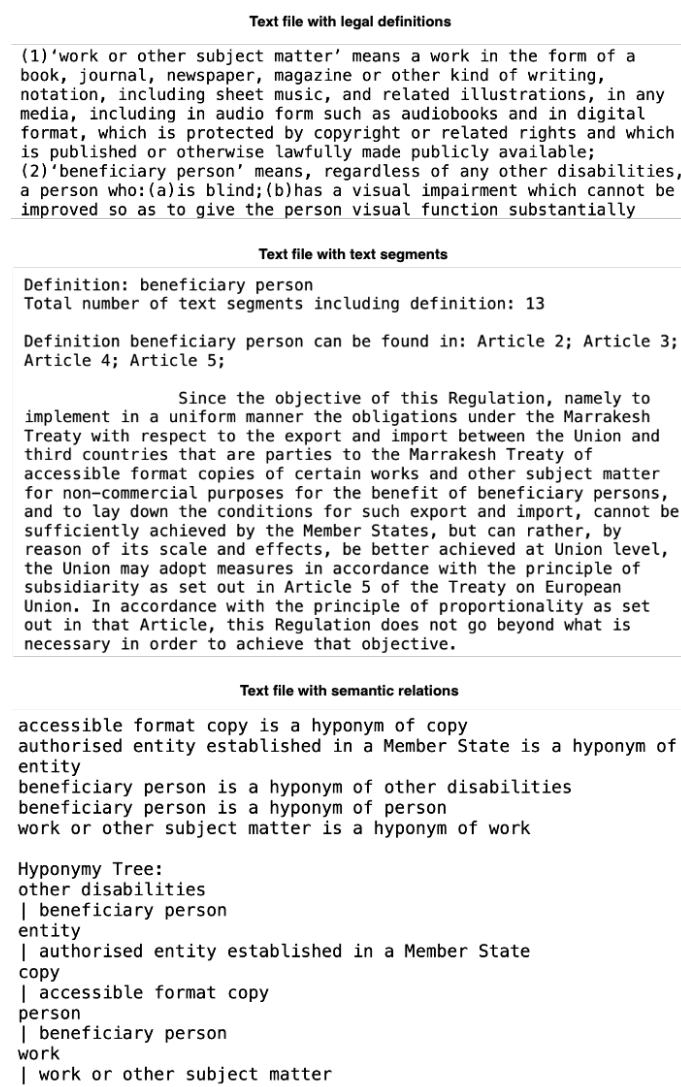 Text file with legal definitions
(1)‘work or other subject matter’ means a work in the form of a
book, journal, newspaper, magazine or other kind of writing,
notation, including sheet music, and related illustrations, in any
media, including in audio form such as audiobooks and in digital
format, which is protected by copyright or related rights and which
is published or otherwise lawfully made publicly available;
(2)‘beneficiary person’ means, regardless of any other disabilities,
a person who:(a)is blind;(b)has a visual impairment which cannot be
improved so as to give the person visual function substantially
Text file with text segments
Definition: beneficiary person
Total number of text segments including definition: 13
Definition beneficiary person can be found in: Article 2; Article 3;
Article 4; Article 5;
Since the objective of this Regulation, namely to
implement in a uniform manner the obligations under the Marrakesh
Treaty with respect to the export and import between the Union and
third countries that are parties to the Marrakesh Treaty of
accessible format copies of certain works and other subject matter
for non-commercial purposes for the benefit of beneficiary persons,
and to lay down the conditions for such export and import, cannot be
sufficiently achieved by the Member States, but can rather, by
reason of its scale and effects, be better achieved at Union level,
the Union may adopt measures in accordance with the principle of
subsidiarity as set out in Article 5 of the Treaty on European
Union. In accordance with the principle of proportionality as set
out in that Article, this Regulation does not go beyond what is
necessary in order to achieve that objective.
Text file with semantic relations
accessible format copy is a hyponym of copy
authorised entity established in a Member State is a hyponym of
entity
beneficiary person is a hyponym of other disabilities
beneficiary person is a hyponym of person
work or other subject matter is a hyponym of work
Hyponymy Tree:
other disabilities
| beneficiary person
entity
| authorised entity established in a Member State
copy
| accessible format copy
person
| beneficiary person
work
| work or other subject matter